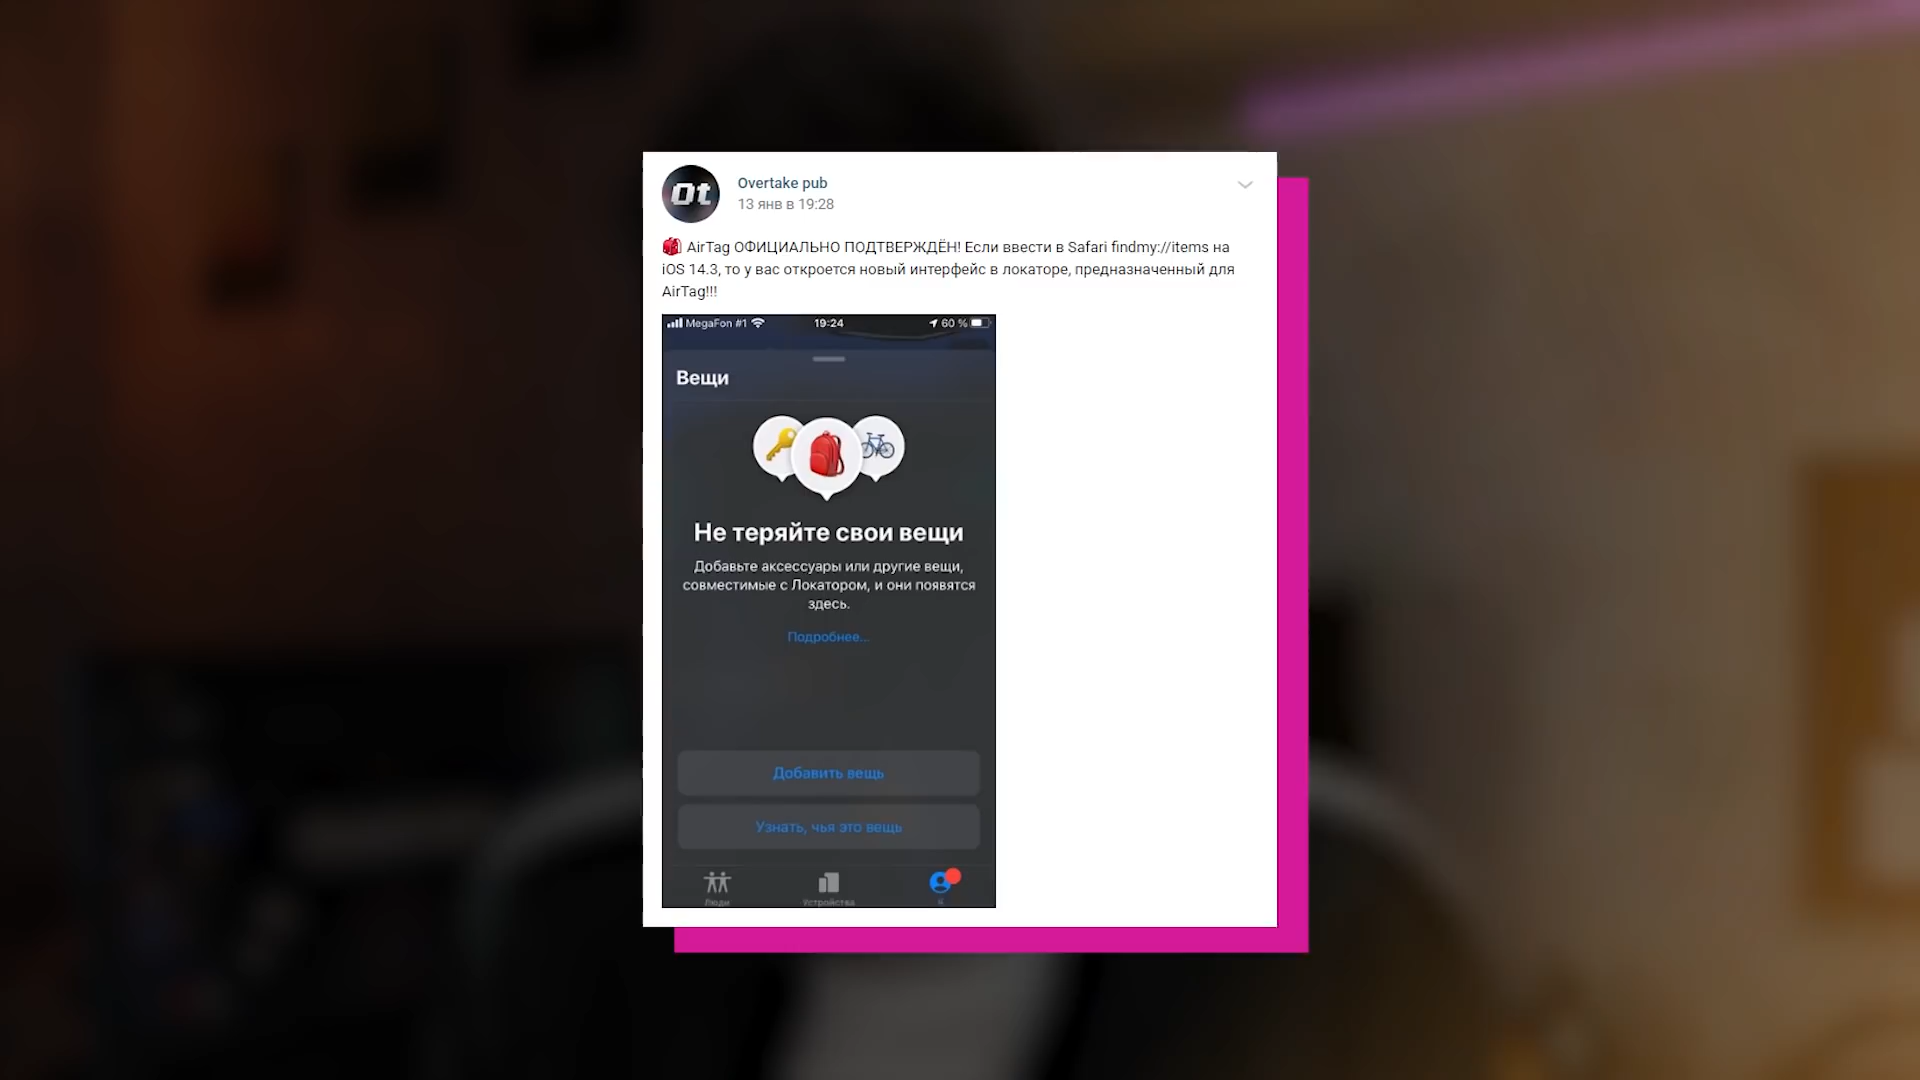 Ot
Overtake pub
13 янв в 19:28
AirTag ОФИЦИАЛЬНО ПОДТВЕРЖДЁН! Если ввести в Safari findmy://items на
iOS 14.3, то у вас откроется новый интерфейс в локаторе, предназначенный для
AirTag!!!
MegaFon #1 19:24 60 %
Вещи
Не теряйте свои вещи
Добавьте аксессуары или другие вещи,
совместимые с Локатором, и они появятся
здесь.
Подробнее...
Добавить вещь
Узнать, чья это вещь
Люди Устройства Я